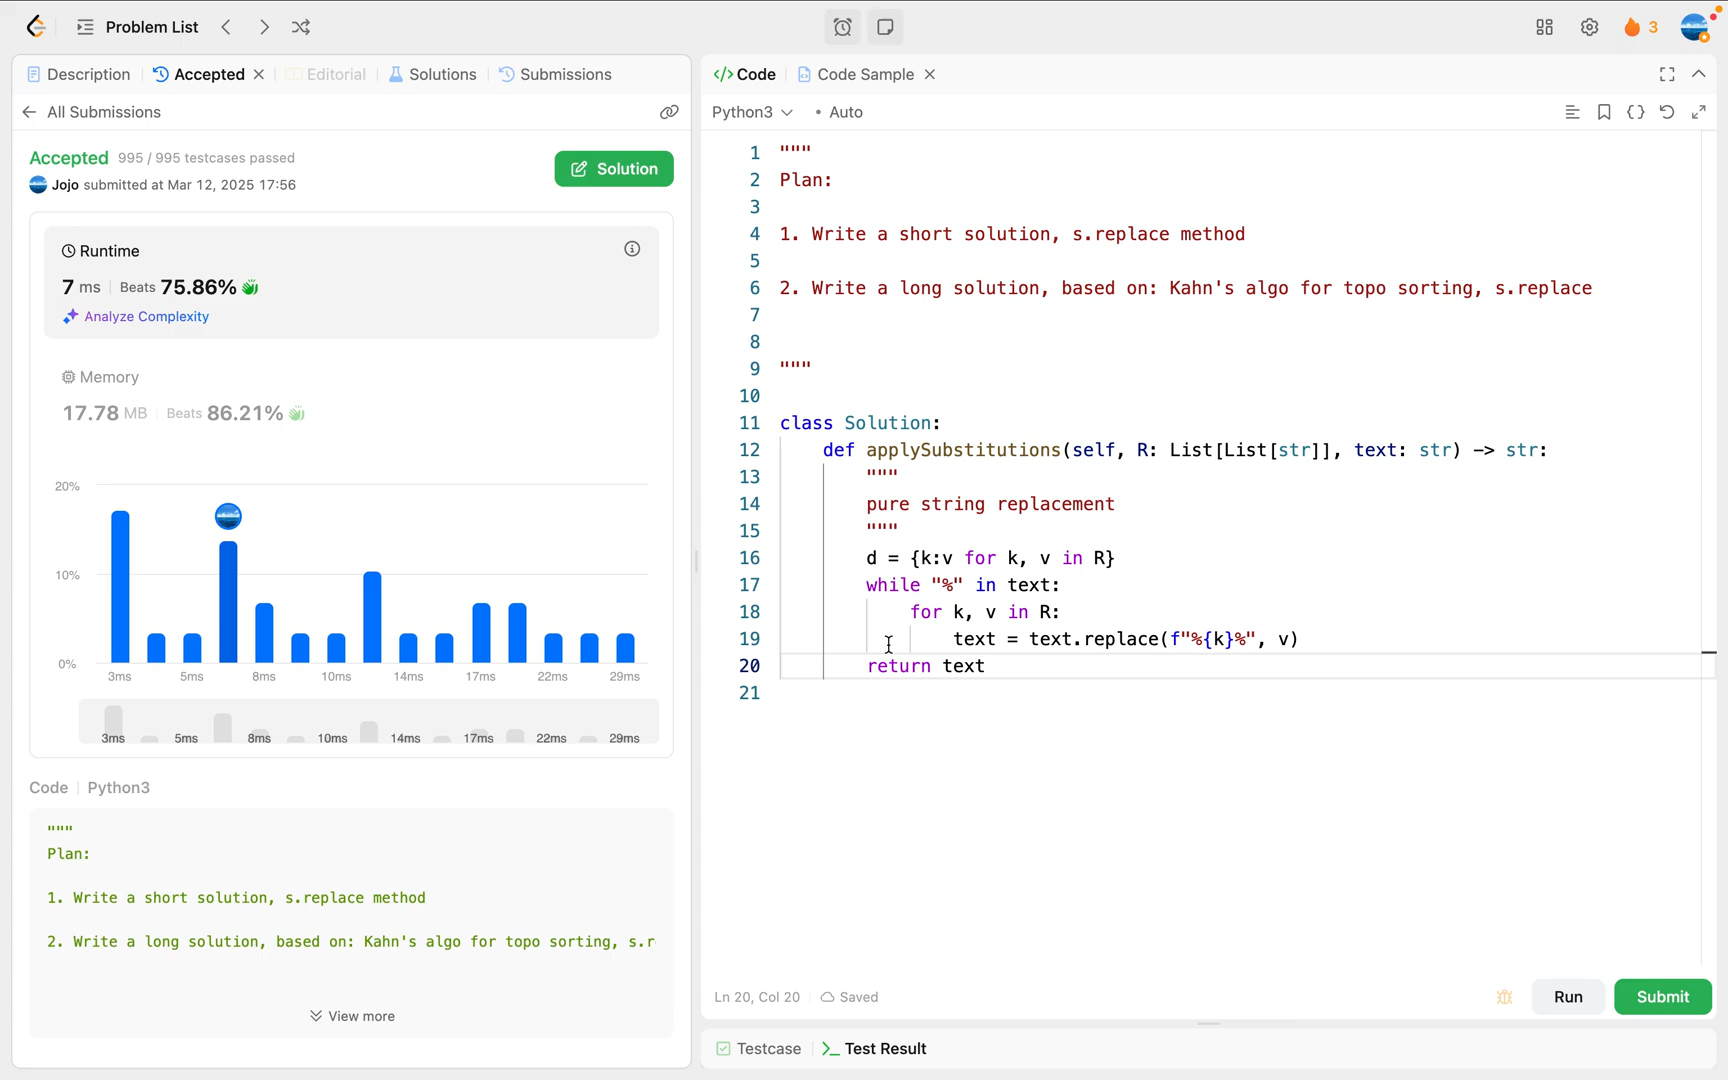 Problem List
3
Description
Accepted
Editorial
Solutions
Submissions
All Submissions
Accepted 995 / 995 testcases passed
Jojo submitted at Mar 12, 2025 17:56
Solution
Runtime
7 ms | Beats 75.86%
Analyze Complexity
Memory
17.78 MB | Beats 86.21%
20%
10%
0%
3ms 5ms 8ms 10ms 14ms 17ms 22ms 29ms
3ms 5ms 8ms 10ms 14ms 17ms 22ms 29ms
Code | Python3
"""
Plan:
1. Write a short solution, s.replace method
2. Write a long solution, based on: Kahn's algo for topo sorting, s.r
View more
</> Code
Code Sample
Python3 • Auto
1 """
2 Plan:
3
4 1. Write a short solution, s.replace method
5
6 2. Write a long solution, based on: Kahn's algo for topo sorting, s.replace
7
8
9 """
10
11 class Solution:
12 def applySubstitutions(self, R: List[List[str]], text: str) -> str:
13 """
14 pure string replacement
15 """
16 d = {k:v for k, v in R}
17 while "%" in text:
18 for k, v in R:
19 text = text.replace(f"%{k}%", v)
20 return text
21
Ln 20, Col 20
Saved
Run
Submit
Testcase
>_ Test Result